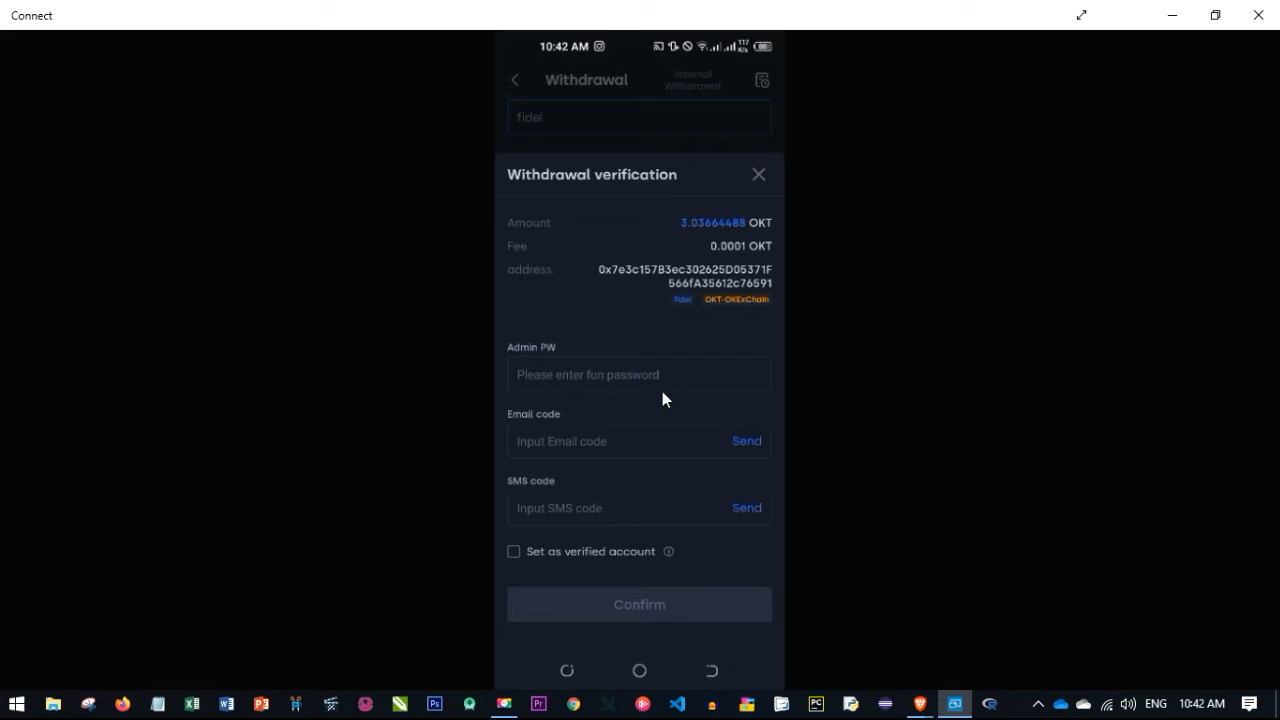 Connect
10:42 AM
117
K/s
88
Withdrawal
Internal
Withdrawal
fidel
Withdrawal verification
Amount
3.03664488 OKT
Fee
0.0001 OKT
address
0x7e3c157B3ec302625D05371F
566fA35612c76591
fidel
OKT-OKExChain
Admin PW
Please enter fun password
Email code
Input Email code
Send
SMS code
Input SMS code
Send
Set as verified account
Confirm
ENG
10:42 AM